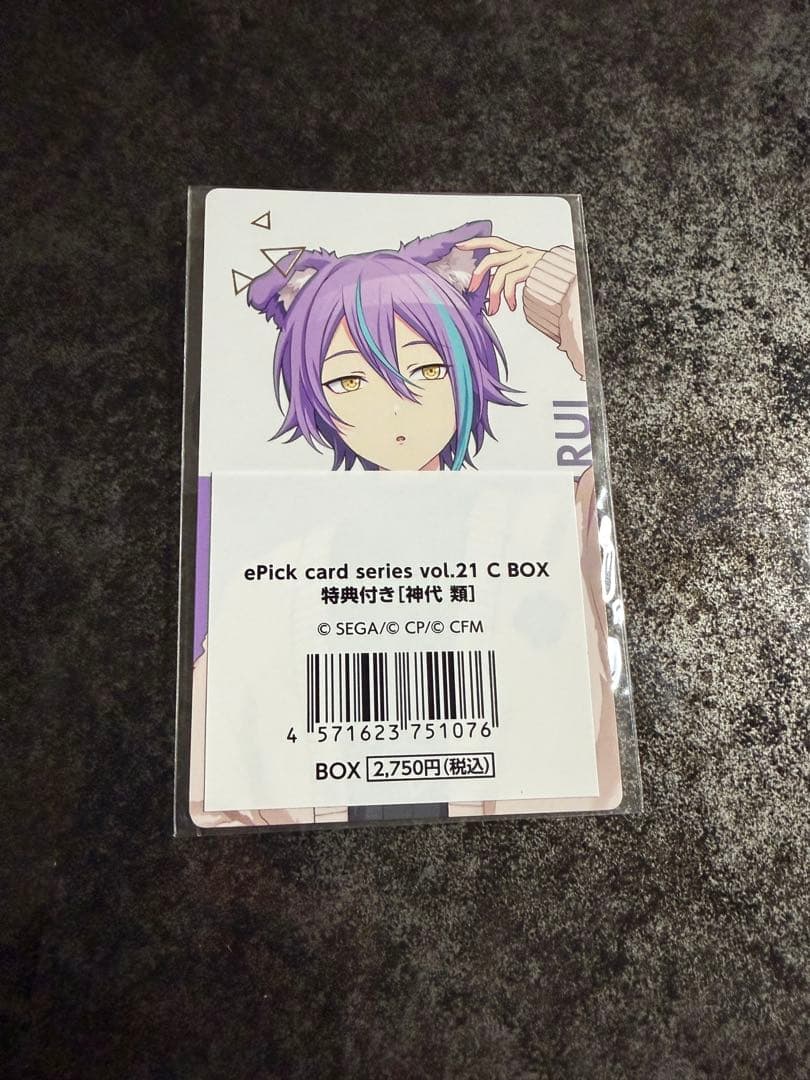 RUI
ePick card series vol.21 C BOX
特典付き[神代 類]
© SEGA/© CP/© CFM
4 571623 751076
BOX 2,750円(税込)